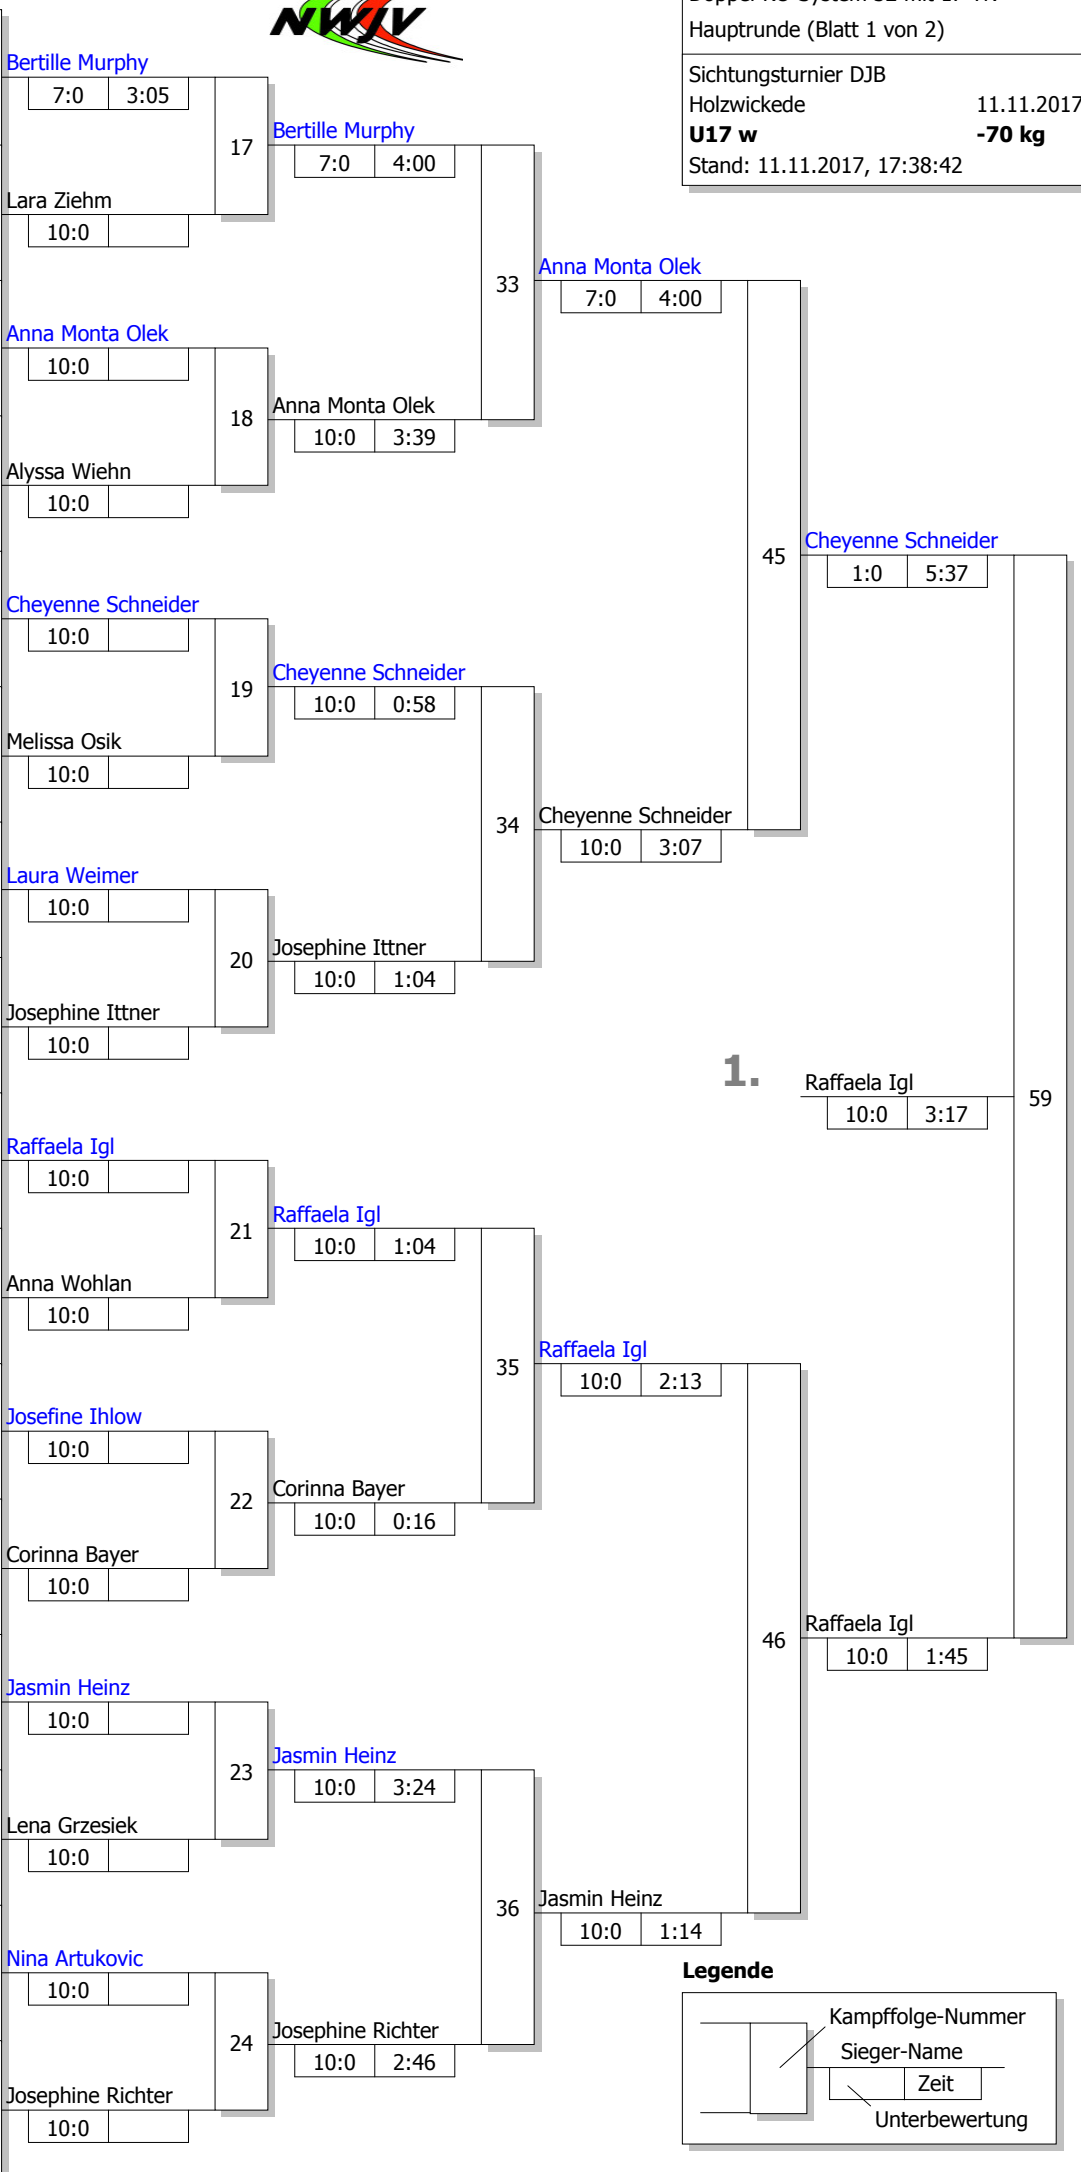 NWJV
Hauptrunde (Blatt 1 von 2)
Sichtungsturnier DJB
Holzwickede 11.11.2017
U17 w -70 kg
Stand: 11.11.2017, 17:38:42
Bertille Murphy
7:0 3:05
17
Lara Ziehm
10:0
Bertille Murphy
7:0 4:00
33
Anna Monta Olek
10:0
18
Alyssa Wiehn
10:0
Anna Monta Olek
10:0 3:39
Anna Monta Olek
7:0 4:00
45
Cheyenne Schneider
10:0
19
Melissa Osik
10:0
Cheyenne Schneider
10:0 0:58
34
Laura Weimer
10:0
20
Josephine Ittner
10:0
Josephine Ittner
10:0 1:04
Cheyenne Schneider
10:0 3:07
Cheyenne Schneider
1:0 5:37
59
1.
Raffaela Igl
10:0 3:17
Raffaela Igl
10:0
21
Anna Wohlan
10:0
Raffaela Igl
10:0 1:04
35
Josefine Ihlow
10:0
22
Corinna Bayer
10:0
Corinna Bayer
10:0 0:16
Raffaela Igl
10:0 2:13
46
Raffaela Igl
10:0 1:45
Jasmin Heinz
10:0
23
Lena Grzesiek
10:0
Jasmin Heinz
10:0 3:24
36
Nina Artukovic
10:0
24
Josephine Richter
10:0
Josephine Richter
10:0 2:46
Jasmin Heinz
10:0 1:14
Legende
Kampffolge-Nummer
Sieger-Name
Zeit
Unterbewertung